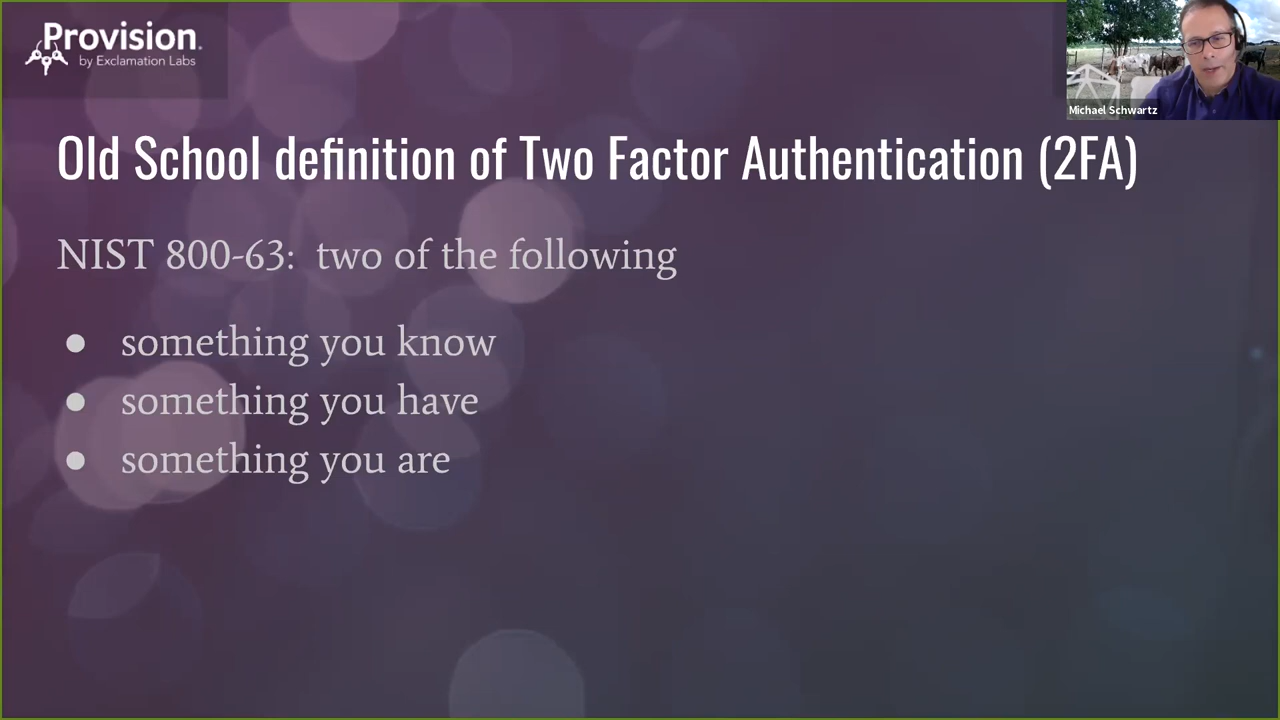 Provision.
by Exclamation Labs
Michael Schwartz
Old School definition of Two Factor Authentication (2FA)
NIST 800-63: two of the following
● something you know
● something you have
● something you are